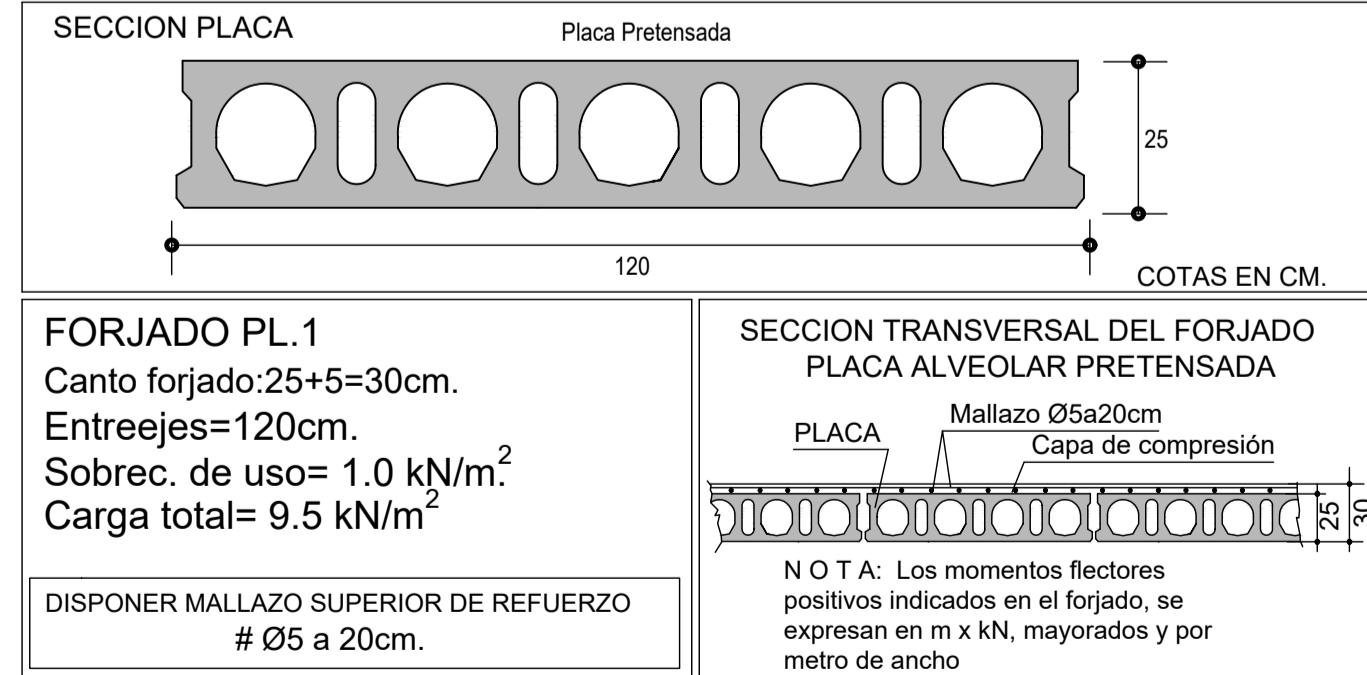 SECCION PLACA
Placa Pretensada
25
120
COTAS EN CM.
FORJADO PL.1
Canto forjado:25+5=30cm.
Entreejes=120cm.
Sobrec. de uso= 1.0 kN/m.²
Carga total= 9.5 kN/m²
DISPONER MALLAZO SUPERIOR DE REFUERZO
# Ø5 a 20cm.
SECCION TRANSVERSAL DEL FORJADO
PLACA ALVEOLAR PRETENSADA
Mallazo Ø5a20cm
PLACA
Capa de compresión
25
30
N O T A: Los momentos flectores
positivos indicados en el forjado, se
expresan en m x kN, mayorados y por
metro de ancho